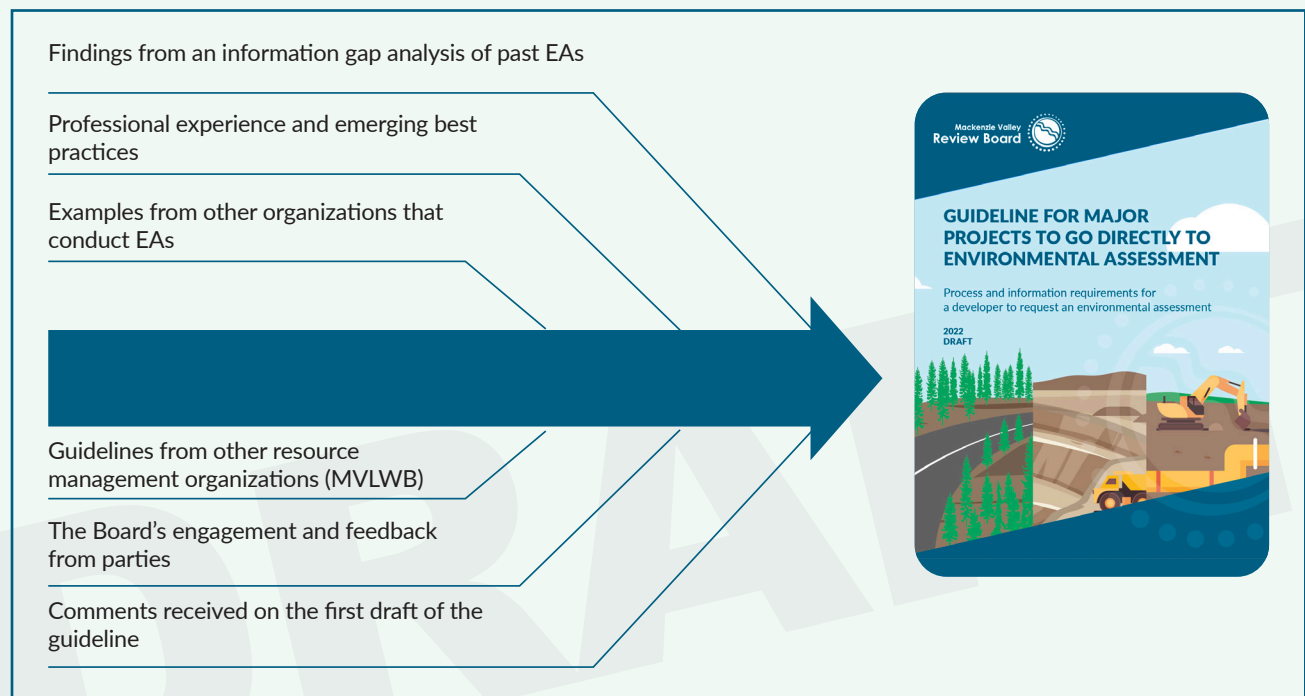 Findings from an information gap analysis of past EAs
Professional experience and emerging best
practices
Examples from other organizations that
conduct EAs
Guidelines from other resource
management organizations (MVLWB)
The Board’s engagement and feedback
from parties
Comments received on the first draft of the
guideline
Mackenzie Valley
Review Board
GUIDELINE FOR MAJOR
PROJECTS TO GO DIRECTLY TO
ENVIRONMENTAL ASSESSMENT
Process and information requirements for
a developer to request an environmental assessment
2022
DRAFT
DRAFT